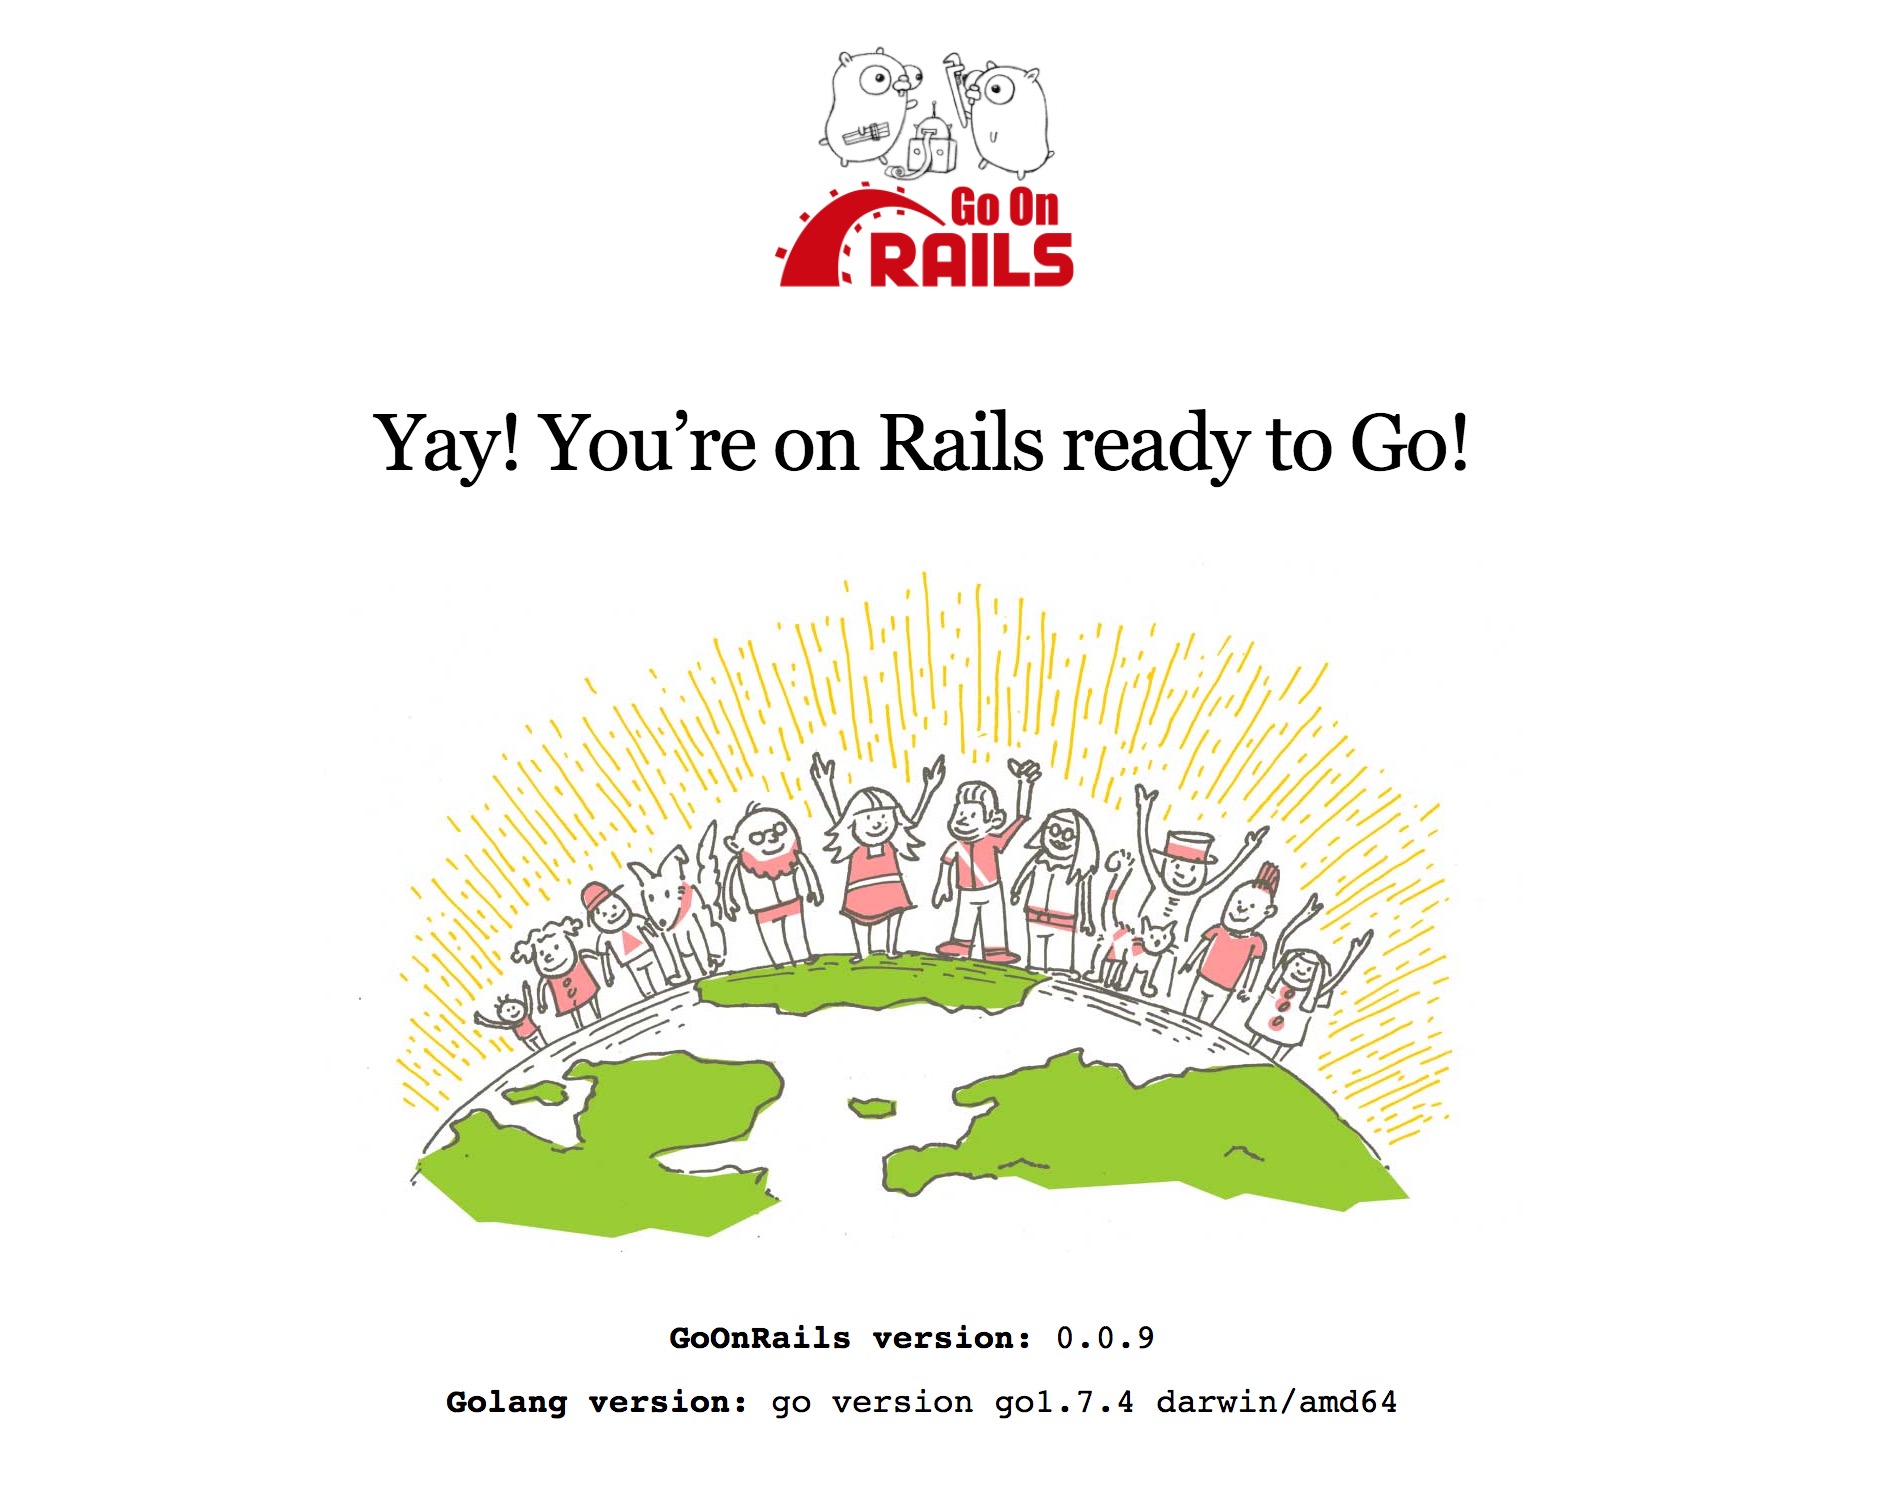 Go On
RAILS
Yay! You’re on Rails ready to Go!
GoOnRails version: 0.0.9
Golang version: go version go1.7.4 darwin/amd64